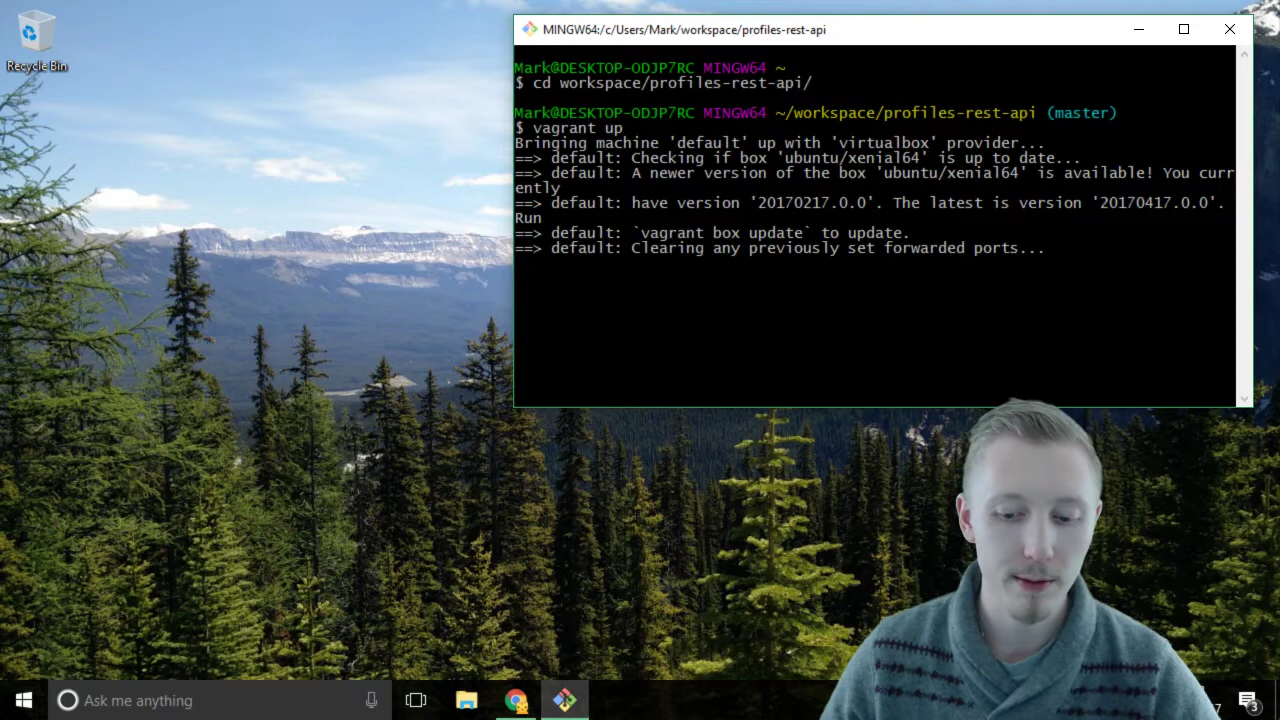 MINGW64:/c/Users/Mark/workspace/profiles-rest-api
Recycle Bin
Mark@DESKTOP-ODJP7RC MINGW64 ~
$ cd workspace/profiles-rest-api/
Mark@DESKTOP-ODJP7RC MINGW64 ~/workspace/profiles-rest-api (master)
$ vagrant up
Bringing machine 'default' up with 'virtualbox' provider...
==> default: Checking if box 'ubuntu/xenial64' is up to date...
==> default: A newer version of the box 'ubuntu/xenial64' is available! You curr
ently
==> default: have version '20170217.0.0'. The latest is version '20170417.0.0'.
Run
==> default: `vagrant box update` to update.
==> default: Clearing any previously set forwarded ports...
Ask me anything
7
3